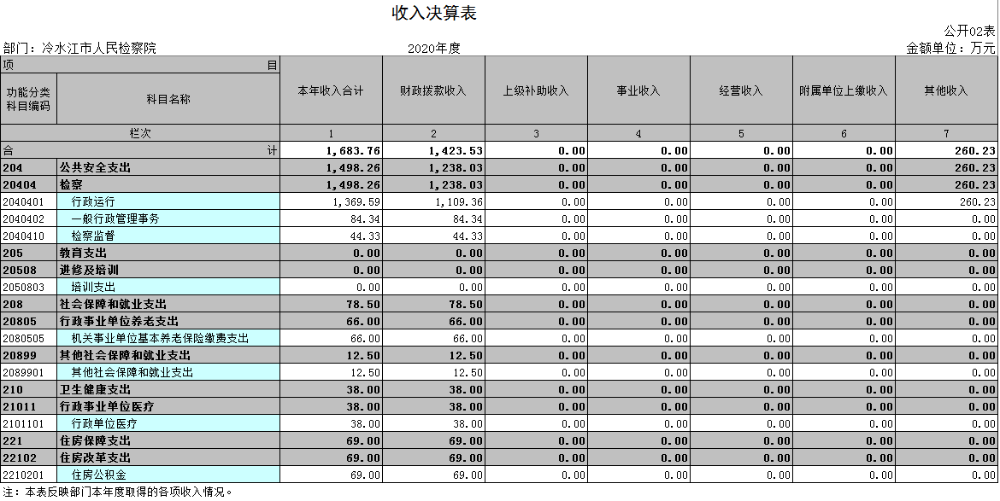 收入决算表
公开02表
部门：冷水江市人民检察院 2020年度 金额单位：万元
项 目 本年收入合计 财政拨款收入 上级补助收入 事业收入 经营收入 附属单位上缴收入 其他收入
功能分类科目编码 科目名称
栏次 1 2 3 4 5 6 7
合 计 1,683.76 1,423.53 0.00 0.00 0.00 0.00 260.23
204 公共安全支出 1,498.26 1,238.03 0.00 0.00 0.00 0.00 260.23
20404 检察 1,498.26 1,238.03 0.00 0.00 0.00 0.00 260.23
2040401 行政运行 1,369.59 1,109.36 0.00 0.00 0.00 0.00 260.23
2040402 一般行政管理事务 84.34 84.34 0.00 0.00 0.00 0.00 0.00
2040410 检察监督 44.33 44.33 0.00 0.00 0.00 0.00 0.00
205 教育支出 0.00 0.00 0.00 0.00 0.00 0.00 0.00
20508 进修及培训 0.00 0.00 0.00 0.00 0.00 0.00 0.00
2050803 培训支出 0.00 0.00 0.00 0.00 0.00 0.00 0.00
208 社会保障和就业支出 78.50 78.50 0.00 0.00 0.00 0.00 0.00
20805 行政事业单位养老支出 66.00 66.00 0.00 0.00 0.00 0.00 0.00
2080505 机关事业单位基本养老保险缴费支出 66.00 66.00 0.00 0.00 0.00 0.00 0.00
20899 其他社会保障和就业支出 12.50 12.50 0.00 0.00 0.00 0.00 0.00
2089901 其他社会保障和就业支出 12.50 12.50 0.00 0.00 0.00 0.00 0.00
210 卫生健康支出 38.00 38.00 0.00 0.00 0.00 0.00 0.00
21011 行政事业单位医疗 38.00 38.00 0.00 0.00 0.00 0.00 0.00
2101101 行政单位医疗 38.00 38.00 0.00 0.00 0.00 0.00 0.00
221 住房保障支出 69.00 69.00 0.00 0.00 0.00 0.00 0.00
22102 住房改革支出 69.00 69.00 0.00 0.00 0.00 0.00 0.00
2210201 住房公积金 69.00 69.00 0.00 0.00 0.00 0.00 0.00
注：本表反映部门本年度取得的各项收入情况。